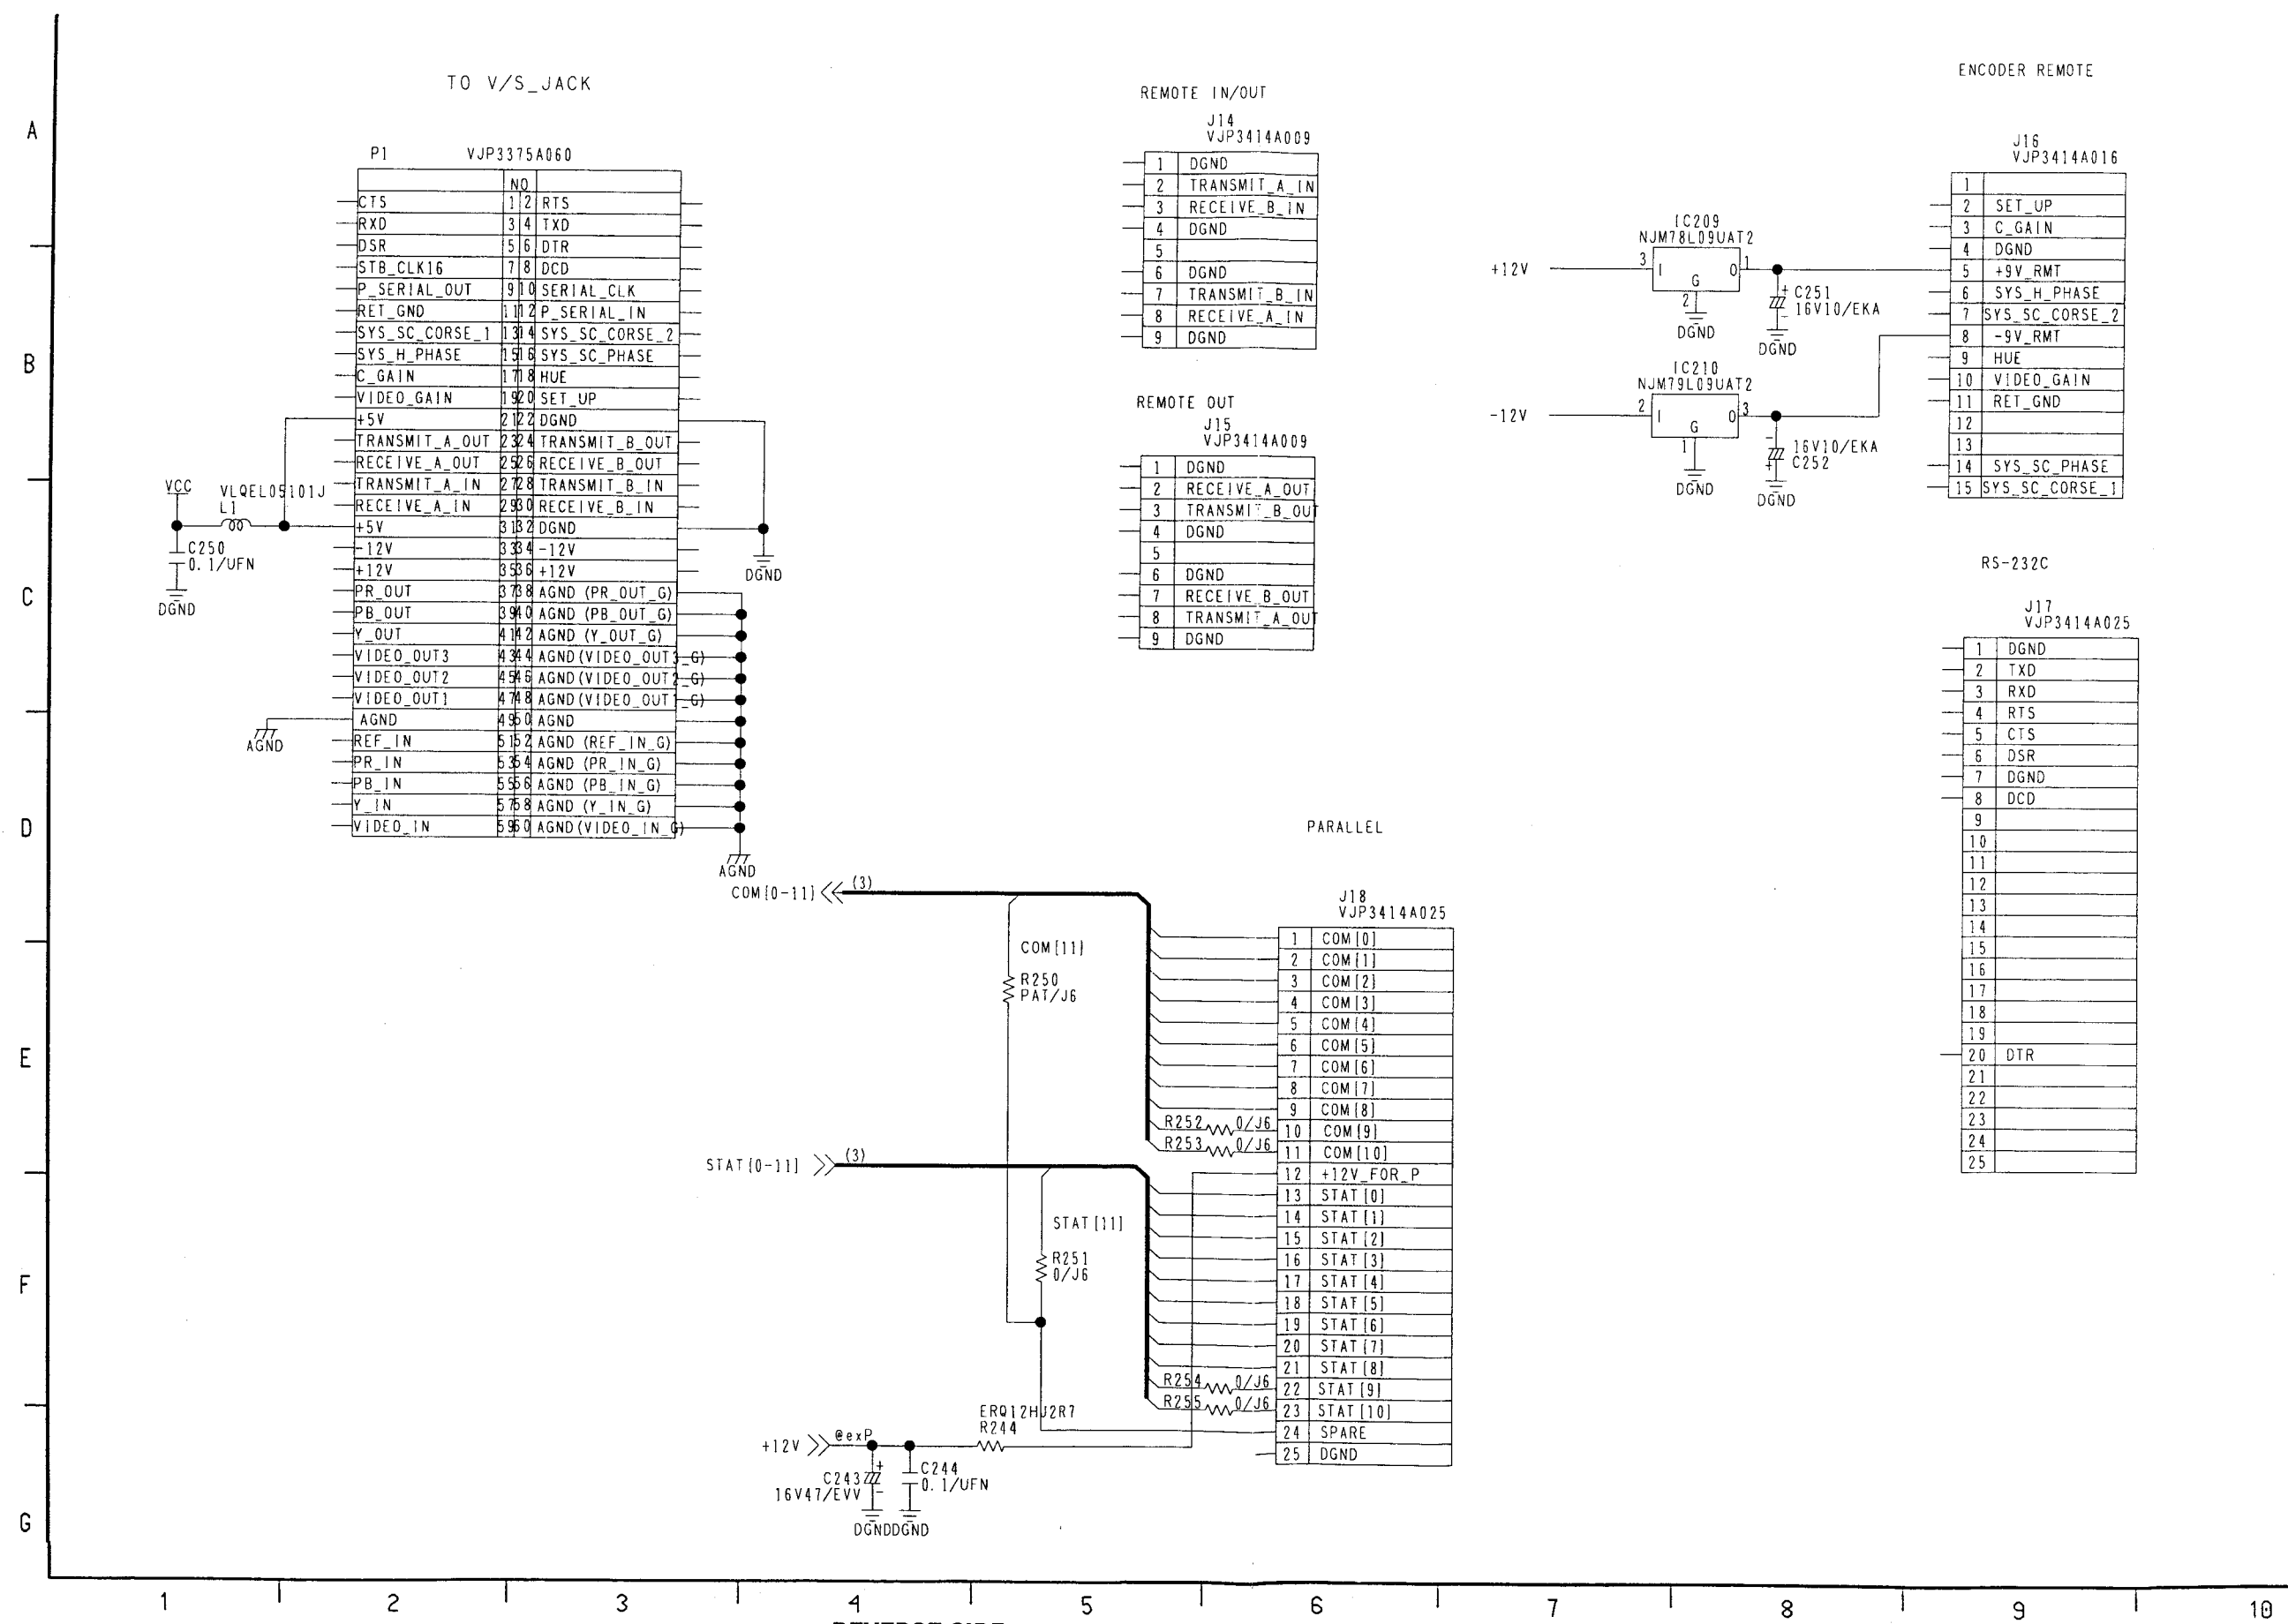 TO V/S_JACK
P1 VJP3375A060
NO
CTS 1 2 RTS
RXD 3 4 TXD
DSR 5 6 DTR
STB_CLK16 7 8 DCD
P_SERIAL_OUT 9 10 SERIAL_CLK
RET_GND 11 12 P_SERIAL_IN
SYS_SC_CORSE_1 13 14 SYS_SC_CORSE_2
SYS_H_PHASE 15 16 SYS_SC_PHASE
C_GAIN 17 18 HUE
VIDEO_GAIN 19 20 SET_UP
+5V 21 22 DGND
TRANSMIT_A_OUT 23 24 TRANSMIT_B_OUT
RECEIVE_A_OUT 25 26 RECEIVE_B_OUT
TRANSMIT_A_IN 27 28 TRANSMIT_B_IN
RECEIVE_A_IN 29 30 RECEIVE_B_IN
+5V 31 32 DGND
-12V 33 34 -12V
+12V 35 36 +12V
PR_OUT 37 38 AGND (PR_OUT_G)
PB_OUT 39 40 AGND (PB_OUT_G)
Y_OUT 41 42 AGND (Y_OUT_G)
VIDEO_OUT3 43 44 AGND(VIDEO_OUT3_G)
VIDEO_OUT2 45 46 AGND(VIDEO_OUT2_G)
VIDEO_OUT1 47 48 AGND(VIDEO_OUT1_G)
AGND 49 50 AGND
REF_IN 51 52 AGND (REF_IN_G)
PR_IN 53 54 AGND (PR_IN_G)
PB_IN 55 56 AGND (PB_IN_G)
Y_IN 57 58 AGND (Y_IN_G)
VIDEO_IN 59 60 AGND(VIDEO_IN_G)
VCC
VLQEL05101J
L1
C250
0.1/UFN
DGND
DGND
AGND
AGND
REMOTE IN/OUT
J14
VJP3414A009
1 DGND
2 TRANSMIT_A_IN
3 RECEIVE_B_IN
4 DGND
5
6 DGND
7 TRANSMIT_B_IN
8 RECEIVE_A_IN
9 DGND
REMOTE OUT
J15
VJP3414A009
1 DGND
2 RECEIVE_A_OUT
3 TRANSMIT_B_OUT
4 DGND
5
6 DGND
7 RECEIVE_B_OUT
8 TRANSMIT_A_OUT
9 DGND
IC209
NJM78L09UAT2
+12V 3 I O 1
G
2
DGND
+ C251
16V10/EKA
-
DGND
IC210
NJM79L09UAT2
-12V 2 I O 3
G
1
DGND
- 16V10/EKA
+ C252
DGND
ENCODER REMOTE
J16
VJP3414A016
1
2 SET_UP
3 C_GAIN
4 DGND
5 +9V_RMT
6 SYS_H_PHASE
7 SYS_SC_CORSE_2
8 -9V_RMT
9 HUE
10 VIDEO_GAIN
11 RET_GND
12
13
14 SYS_SC_PHASE
15 SYS_SC_CORSE_1
RS-232C
J17
VJP3414A025
1 DGND
2 TXD
3 RXD
4 RTS
5 CTS
6 DSR
7 DGND
8 DCD
9
10
11
12
13
14
15
16
17
18
19
20 DTR
21
22
23
24
25
PARALLEL
J18
VJP3414A025
1 COM[0]
2 COM[1]
3 COM[2]
4 COM[3]
5 COM[4]
6 COM[5]
7 COM[6]
8 COM[7]
9 COM[8]
R252 0/J6 10 COM[9]
R253 0/J6 11 COM[10]
12 +12V_FOR_P
13 STAT[0]
14 STAT[1]
15 STAT[2]
16 STAT[3]
17 STAT[4]
18 STAT[5]
19 STAT[6]
20 STAT[7]
21 STAT[8]
R254 0/J6 22 STAT[9]
R255 0/J6 23 STAT[10]
24 SPARE
25 DGND
COM[0-11] (3)
COM[11]
R250
PAT/J6
STAT[0-11] (3)
STAT[11]
R251
0/J6
ERQ12HJ2R7
R244
+12V @exP
C243 +
16V47/EVV -
C244
0.1/UFN
DGND DGND
A
B
C
D
E
F
G
1 2 3 4 5 6 7 8 9 10